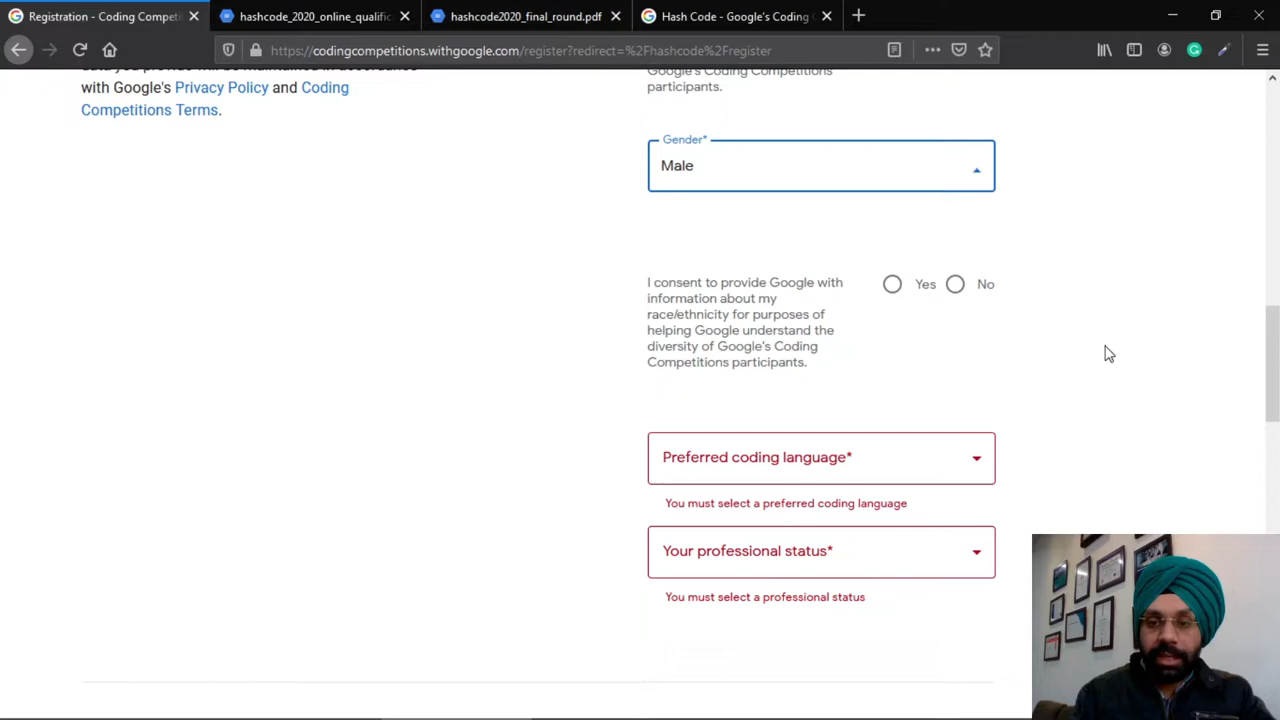 Registration - Coding Competi
hashcode_2020_online_qualific
hashcode2020_final_round.pdf
Hash Code - Google's Coding
https://codingcompetitions.withgoogle.com/register?redirect=%2Fhashcode%2Fregister
with Google's Privacy Policy and Coding
Competitions Terms.
Google's Coding Competitions
participants.
Gender*
Male
I consent to provide Google with
information about my
race/ethnicity for purposes of
helping Google understand the
diversity of Google's Coding
Competitions participants.
Yes No
Preferred coding language*
You must select a preferred coding language
Your professional status*
You must select a professional status